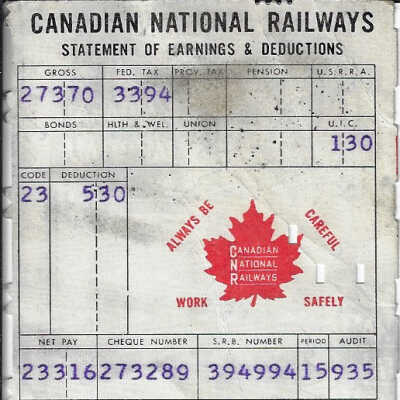 CANADIAN NATIONAL RAILWAYS
STATEMENT OF EARNINGS & DEDUCTIONS
GROSS FED. TAX PROV. TAX PENSION U.S.R.R.A.
27370 3394
BONDS HLTH & WEL. UNION U.I.C.
130
CODE DEDUCTION
23 530
ALWAYS BE CAREFUL
CANADIAN
NATIONAL
RAILWAYS
WORK SAFELY
NET PAY CHEQUE NUMBER S.R.B. NUMBER PERIOD AUDIT
23316 273289 394994 15 935